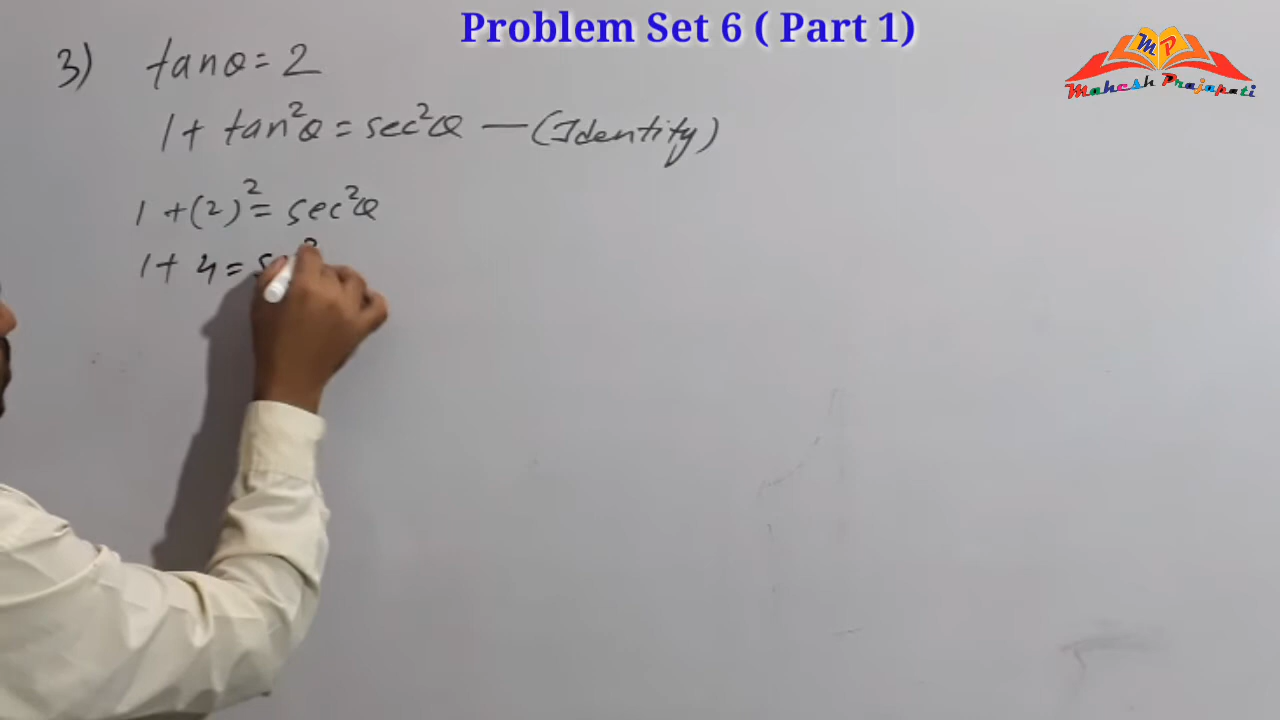 Problem Set 6 ( Part 1)
MP
Mahesh Prajapati
3) tanθ = 2
1 + tan²θ = sec²θ — (Identity)
1 + (2)² = sec²θ
1 + 4 =